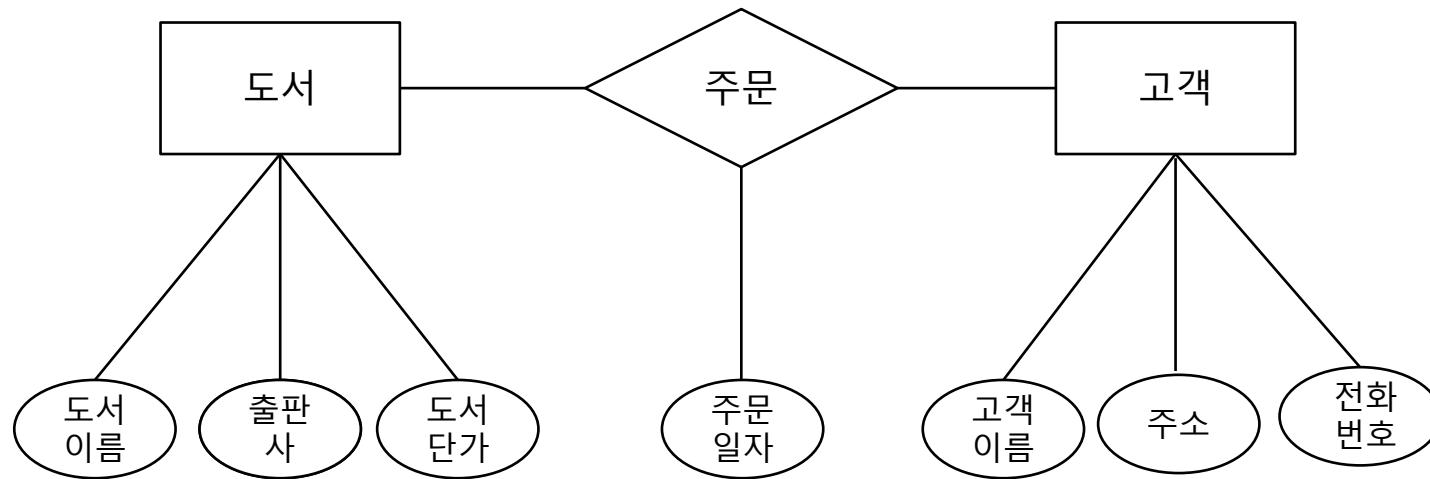 도서
주문
고객
도서
이름
출판
사
도서
단가
주문
일자
고객
이름
주소
전화
번호